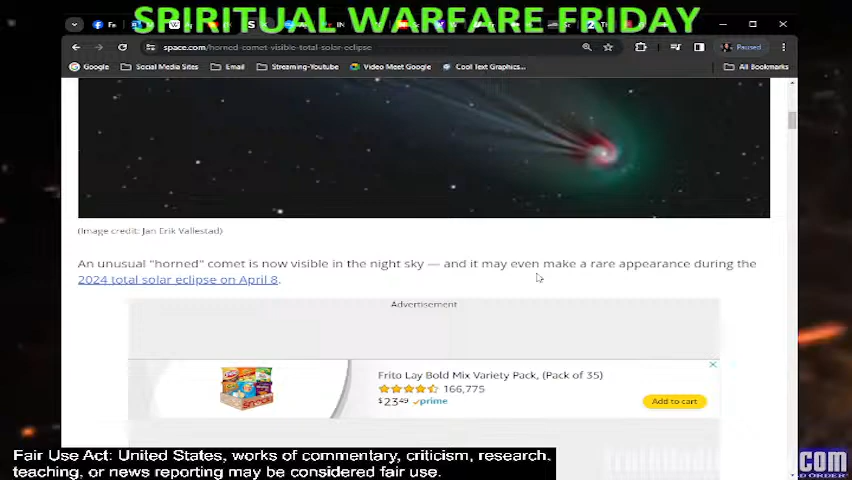 SPIRITUAL WARFARE FRIDAY
space.com/horned-comet-visible-total-solar-eclipse
Paused
Google
Social Media Sites
Email
Streaming-Youtube
Video Meet Google
Cool Text Graphics...
All Bookmarks
(Image credit: Jan Erik Vallestad)
An unusual "horned" comet is now visible in the night sky — and it may even make a rare appearance during the
2024 total solar eclipse on April 8.
Advertisement
Frito Lay Bold Mix Variety Pack, (Pack of 35)
166,775
$23.49 prime
Add to cart
Fair Use Act: United States, works of commentary, criticism, research,
teaching, or news reporting may be considered fair use.
.com